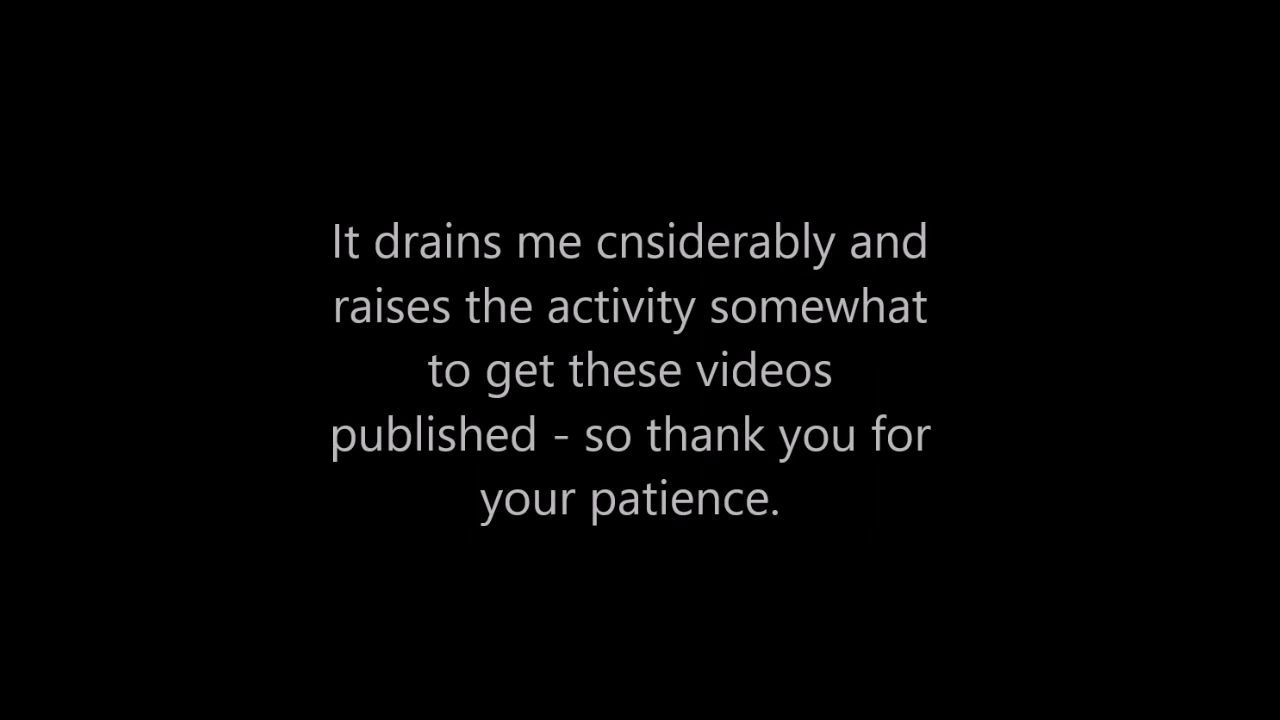 It drains me cnsiderably and
raises the activity somewhat
to get these videos
published - so thank you for
your patience.